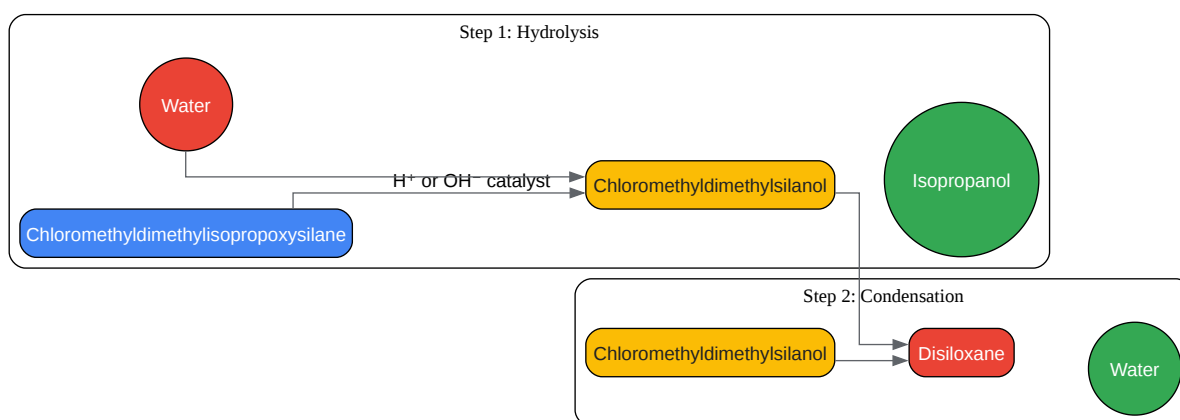 Step 1: Hydrolysis
Water
H⁺ or OH⁻ catalyst
Chloromethyldimethylsilanol
Isopropanol
Chloromethyldimethylisopropoxysilane
Step 2: Condensation
Chloromethyldimethylsilanol
Disiloxane
Water